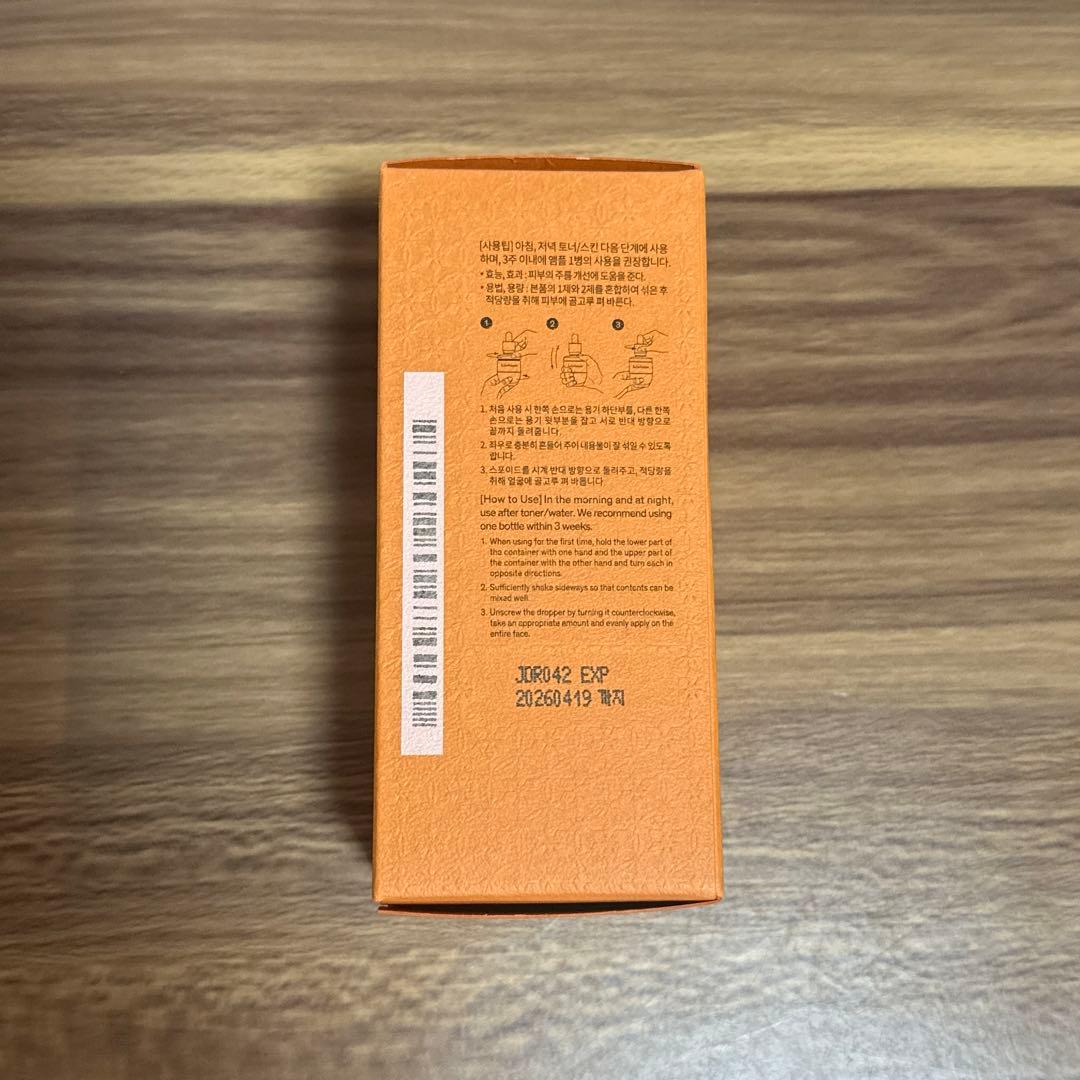 [사용팁] 아침, 저녁 토너/스킨 다음 단계에 사용
하며, 3주 이내에 앰플 1병의 사용을 권장합니다.
• 효능, 효과 : 피부의 주름 개선에 도움을 준다.
• 용법, 용량 : 본품의 1제와 2제를 혼합하여 섞은 후
적당량을 취해 피부에 골고루 펴 바른다.
1 2 3
1. 처음 사용 시 한쪽 손으로는 용기 하단부를, 다른 한쪽
손으로는 용기 윗부분을 잡고 서로 반대 방향으로
끝까지 돌려줍니다.
2. 좌우로 충분히 흔들어 주어 내용물이 잘 섞일 수 있도록
합니다.
3. 스포이드를 시계 반대 방향으로 돌려주고, 적당량을
취해 얼굴에 골고루 펴 바릅니다.
[How to Use] In the morning and at night,
use after toner/water. We recommend using
one bottle within 3 weeks.
1. When using for the first time, hold the lower part of
the container with one hand and the upper part of
the container with the other hand and turn each in
opposite directions.
2. Sufficiently shake sideways so that contents can be
mixed well.
3. Unscrew the dropper by turning it counterclockwise,
take an appropriate amount and evenly apply on the
entire face.
JDR042 EXP
20260419 까지